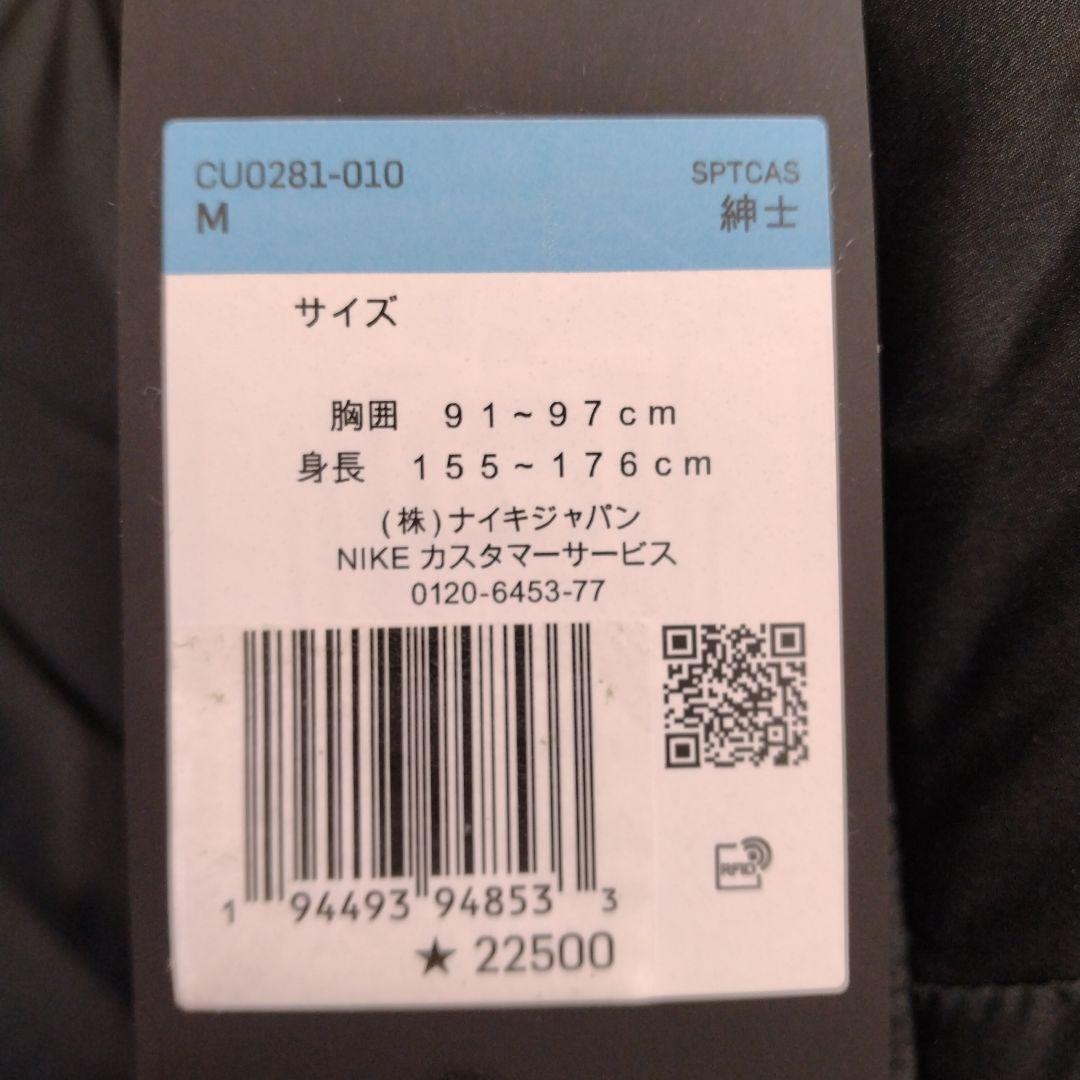 CU0281-010 SPTCAS
M 紳士
サイズ
胸囲 91~97cm
身長 155~176cm
(株)ナイキジャパン
NIKE カスタマーサービス
0120-6453-77
RFID
1 94493 94853 3
★ 22500